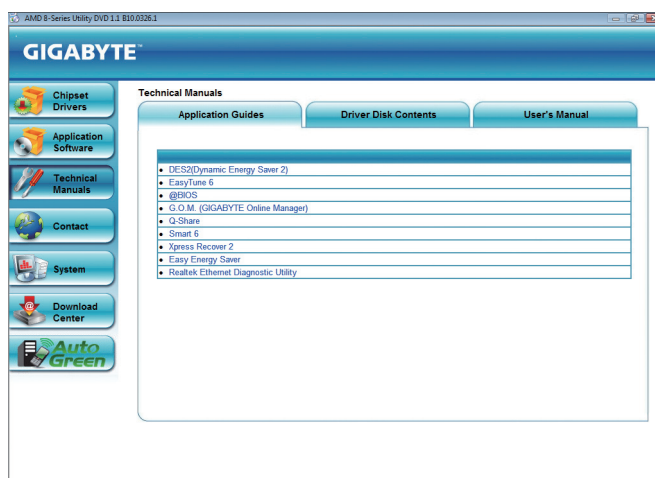 AMD 8-Series Utility DVD 1.1 B10.0326.1
GIGABYTE™
Chipset
Drivers
Application
Software
Technical
Manuals
Contact
System
Download
Center
Auto
Green
Technical Manuals
Application Guides
Driver Disk Contents
User's Manual
• DES2(Dynamic Energy Saver 2)
• EasyTune 6
• @BIOS
• G.O.M. (GIGABYTE Online Manager)
• Q-Share
• Smart 6
• Xpress Recover 2
• Easy Energy Saver
• Realtek Ethernet Diagnostic Utility